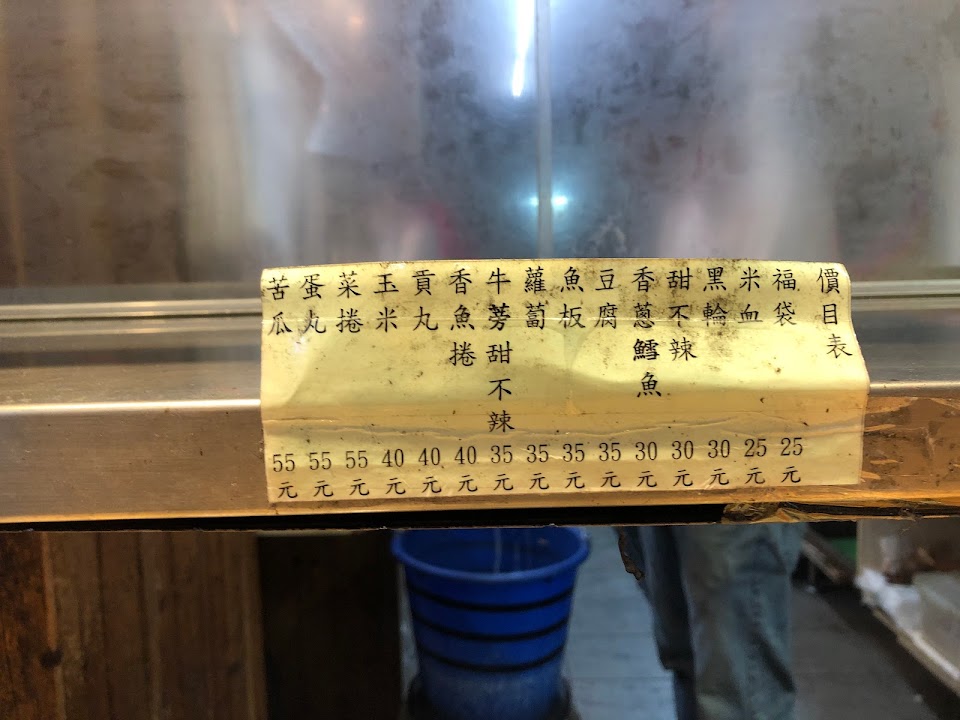 價目表
福袋25元
米血25元
黑輪30元
甜不辣30元
香蔥鱈魚30元
豆腐35元
魚板35元
蘿蔔35元
牛蒡甜不辣35元
香魚捲40元
貢丸40元
玉米40元
菜捲55元
蛋丸55元
苦瓜55元